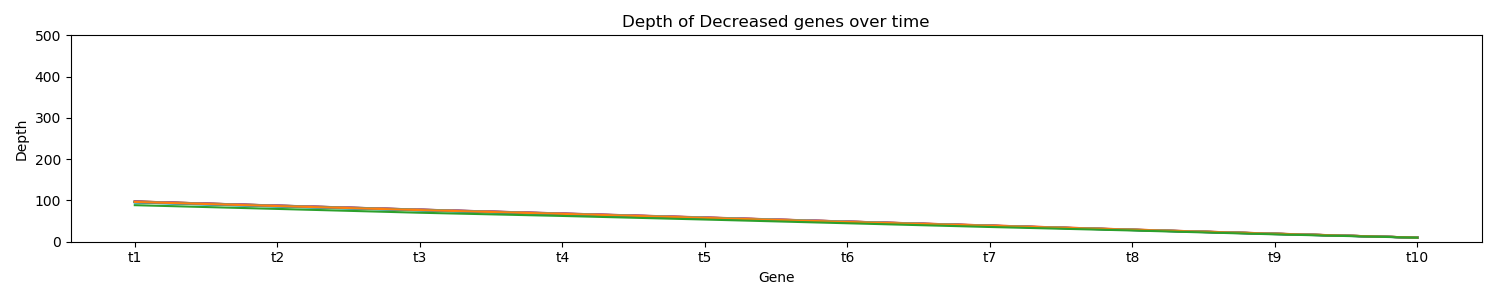 Depth of Decreased genes over time
500
400
300
200
100
0
Depth
t1 t2 t3 t4 t5 t6 t7 t8 t9 t10
Gene